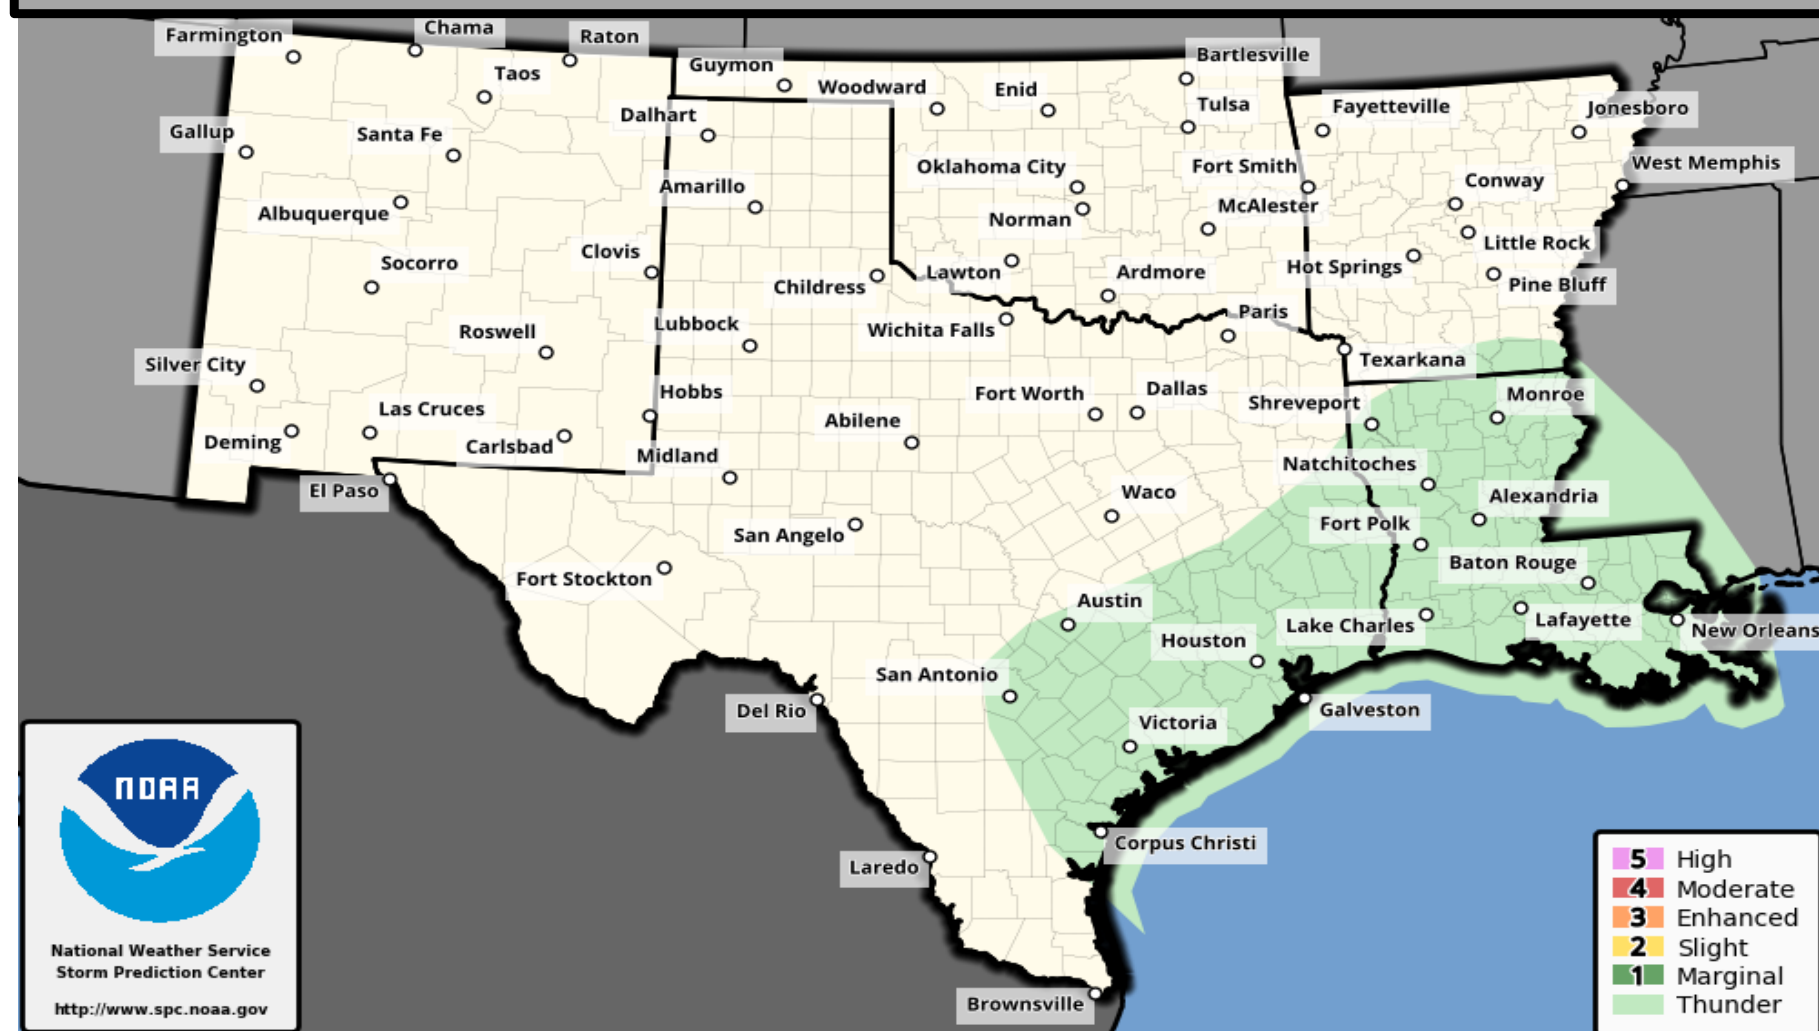 Farmington
Chama
Raton
Taos
Guymon
Woodward
Enid
Bartlesville
Tulsa
Fayetteville
Jonesboro
Gallup
Santa Fe
Dalhart
Oklahoma City
Fort Smith
West Memphis
Conway
Albuquerque
Amarillo
Norman
McAlester
Little Rock
Socorro
Clovis
Childress
Lawton
Ardmore
Hot Springs
Pine Bluff
Roswell
Lubbock
Wichita Falls
Paris
Texarkana
Silver City
Las Cruces
Hobbs
Fort Worth
Dallas
Shreveport
Monroe
Deming
Carlsbad
Midland
Abilene
Natchitoches
El Paso
San Angelo
Waco
Alexandria
Fort Polk
Fort Stockton
Austin
Baton Rouge
Houston
Lake Charles
Lafayette
New Orleans
San Antonio
Del Rio
Victoria
Galveston
Corpus Christi
Laredo
Brownsville
NOAA
National Weather Service
Storm Prediction Center
http://www.spc.noaa.gov
5 High
4 Moderate
3 Enhanced
2 Slight
1 Marginal
Thunder